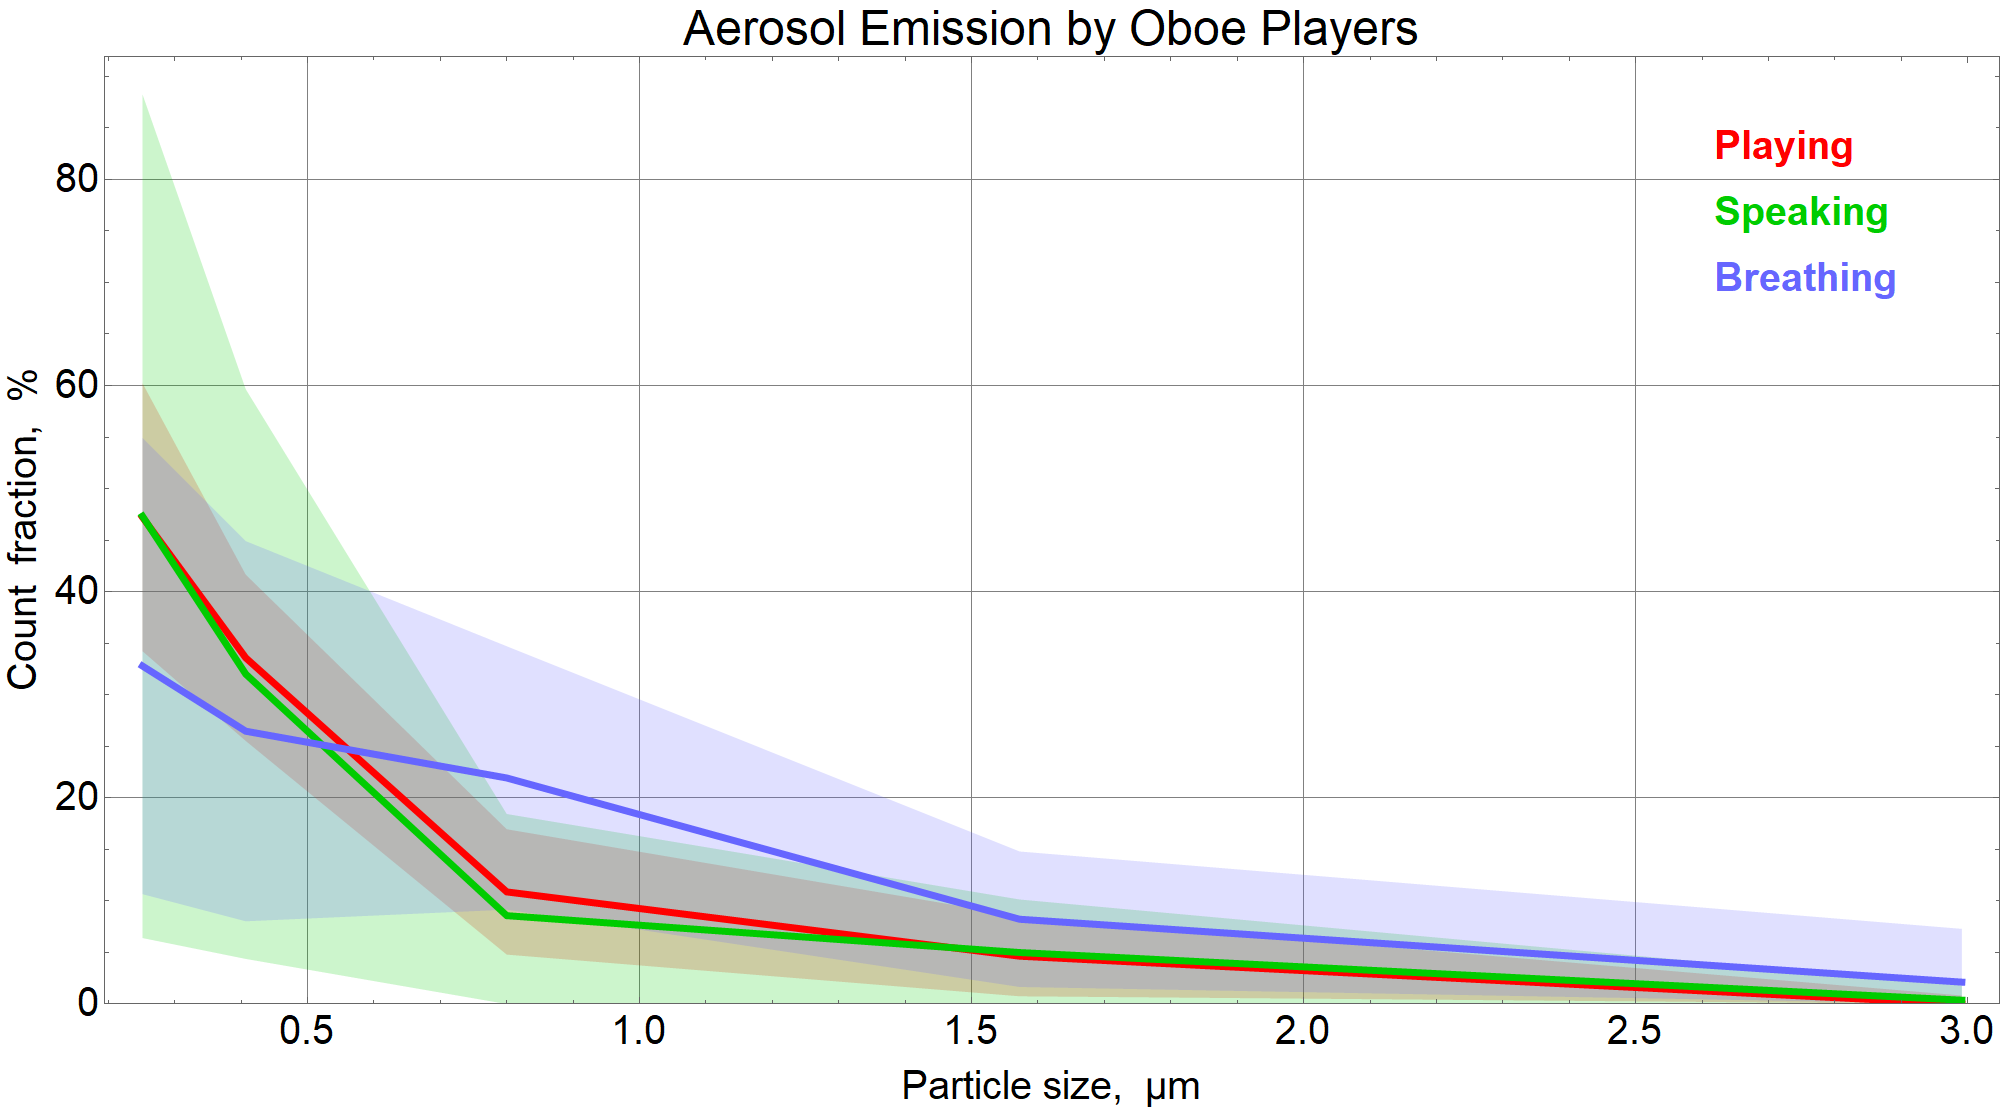 Aerosol Emission by Oboe Players
Playing
Speaking
Breathing
80
60
40
20
0
Count fraction, %
0.5 1.0 1.5 2.0 2.5 3.0
Particle size, μm